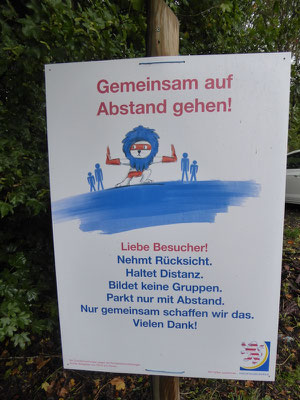 Gemeinsam auf
Abstand gehen!
Liebe Besucher!
Nehmt Rücksicht.
Haltet Distanz.
Bildet keine Gruppen.
Parkt nur mit Abstand.
Nur gemeinsam schaffen wir das.
Vielen Dank!